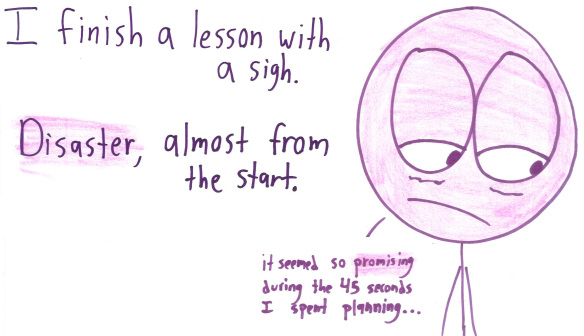 I finish a lesson with
a sigh.
Disaster, almost from
the start.
it seemed so promising
during the 45 seconds
I spent planning...